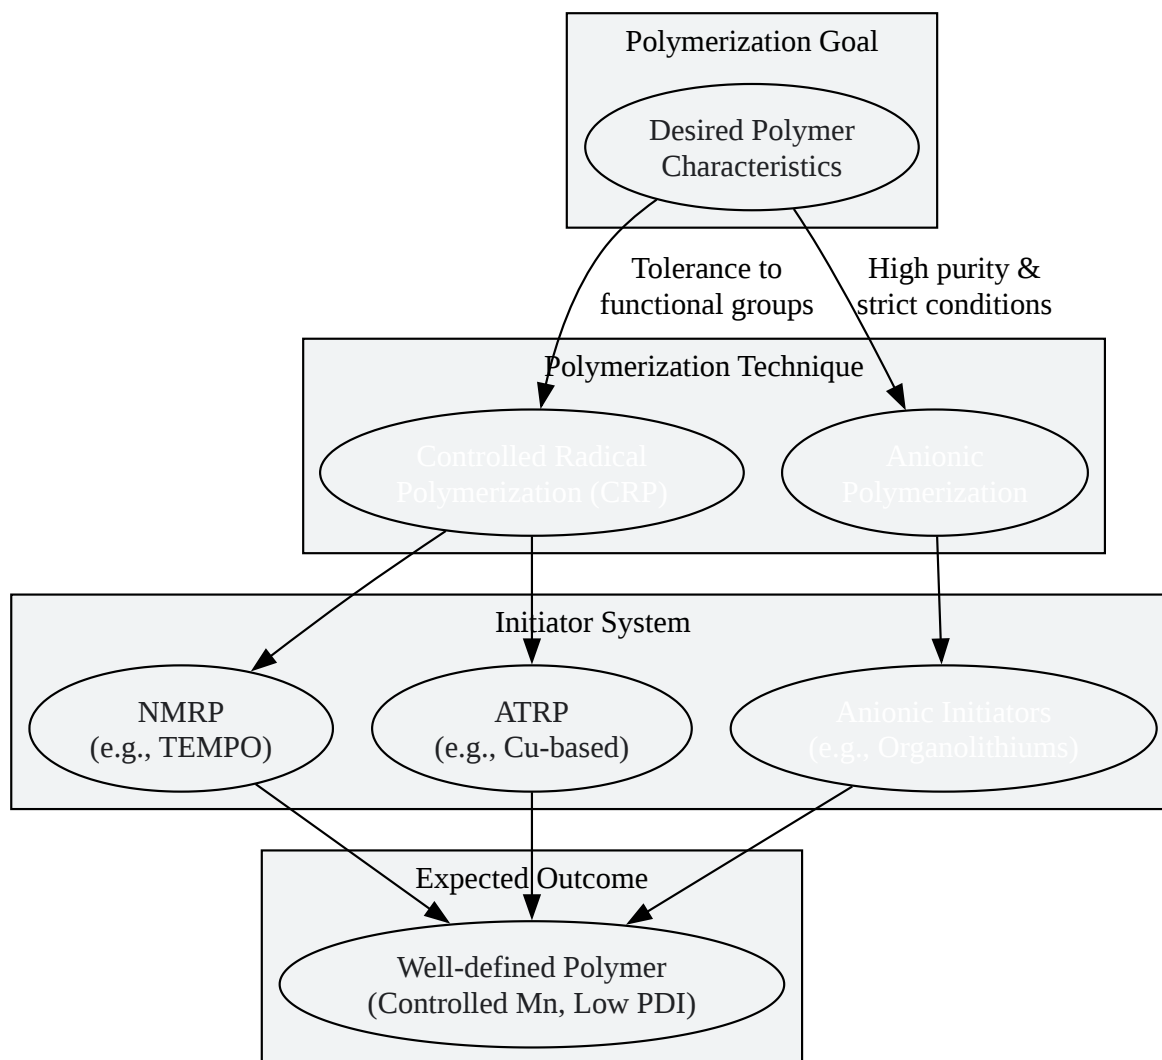 Polymerization Goal
Desired Polymer
Characteristics
Tolerance to
functional groups
High purity &
strict conditions
Polymerization Technique
Controlled Radical
Polymerization (CRP)
Anionic
Polymerization
Initiator System
NMRP
(e.g., TEMPO)
ATRP
(e.g., Cu-based)
Anionic Initiators
(e.g., Organolithiums)
Expected Outcome
Well-defined Polymer
(Controlled Mn, Low PDI)